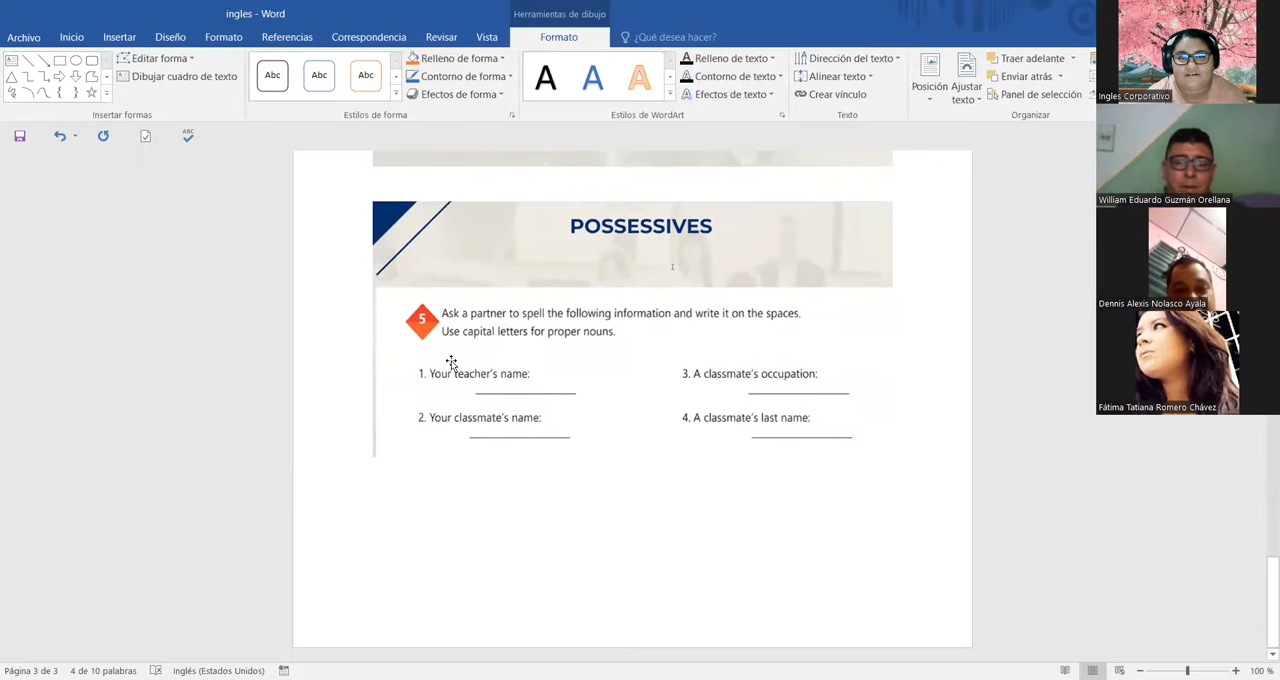 ingles - Word
Herramientas de dibujo
Archivo Inicio Insertar Diseño Formato Referencias Correspondencia Revisar Vista Formato ¿Qué desea hacer?
Editar forma
Dibujar cuadro de texto
Insertar formas
Abc Abc Abc
Relleno de forma
Contorno de forma
Efectos de forma
Estilos de forma
A A A
Relleno de texto
Contorno de texto
Efectos de texto
Estilos de WordArt
Dirección del texto
Alinear texto
Crear vínculo
Texto
Posición
Ajustar texto
Traer adelante
Enviar atrás
Panel de selección
Organizar
ABC
Ingles Corporativo
William Eduardo Guzmán Orellana
Dennis Alexis Nolasco Ayala
Fátima Tatiana Romero Chávez
POSSESSIVES
5
Ask a partner to spell the following information and write it on the spaces.
Use capital letters for proper nouns.
1. Your teacher's name:
2. Your classmate's name:
3. A classmate's occupation:
4. A classmate's last name:
Página 3 de 3 4 de 10 palabras Inglés (Estados Unidos) 100 %